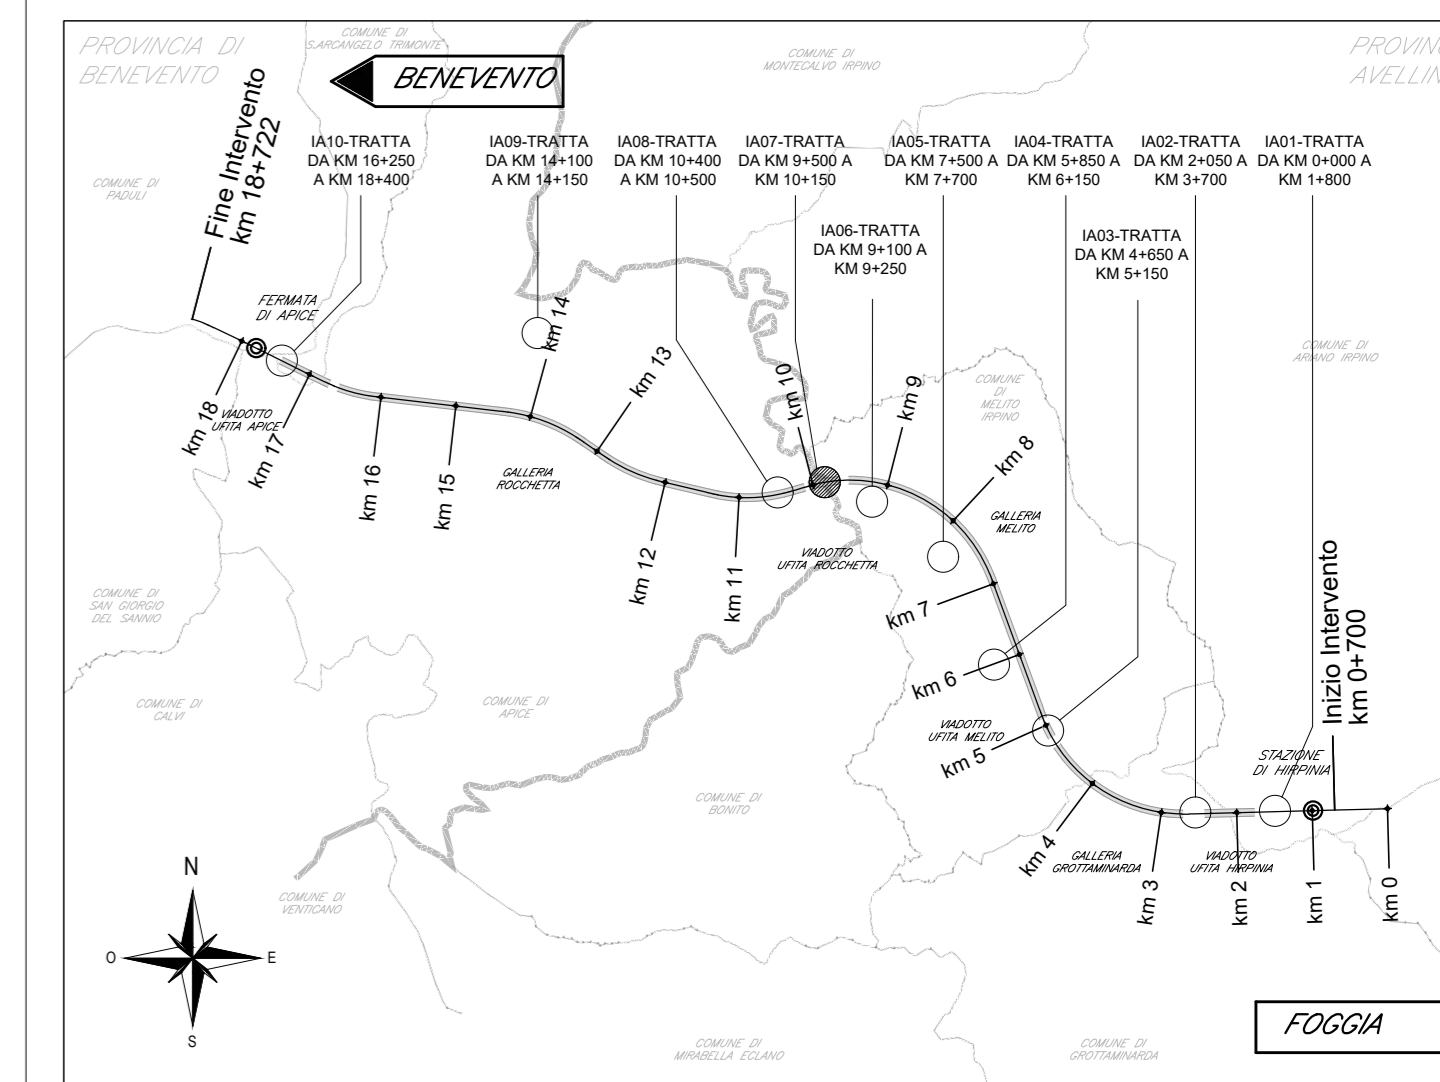 PROVINCIA DI
BENEVENTO
COMUNE DI
S.ARCANGELO TRIMONTE
COMUNE DI
MONTECALVO IRPINO
BENEVENTO
Fine Intervento
km 18+722
COMUNE DI
PADULI
IA10-TRATTA
DA KM 16+250
A KM 18+400
IA09-TRATTA
DA KM 14+100
A KM 14+150
IA08-TRATTA
DA KM 10+400
A KM 10+500
IA07-TRATTA
DA KM 9+500 A
KM 10+150
IA05-TRATTA
DA KM 7+500 A
KM 7+700
IA04-TRATTA
DA KM 5+850 A
KM 6+150
IA02-TRATTA
DA KM 2+050 A
KM 3+700
IA01-TRATTA
DA KM 0+000 A
KM 1+800
IA06-TRATTA
DA KM 9+100 A
KM 9+250
IA03-TRATTA
DA KM 4+650 A
KM 5+150
FERMATA
DI APICE
COMUNE DI
ARIANO IRPINO
COMUNE
DI
MELITO
IRPINO
km 18
VIADOTTO
UFITA APICE
km 17
km 16
km 15
km 14
km 13
km 12
km 11
km 10
km 9
km 8
km 7
km 6
km 5
km 4
km 3
km 2
km 1
km 0
GALLERIA
ROCCHETTA
GALLERIA
MELITO
VIADOTTO
UFITA ROCCHETTA
COMUNE DI
SAN GIORGIO
DEL SANNIO
COMUNE DI
CALVI
COMUNE DI
APICE
VIADOTTO
UFITA MELITO
Inizio Intervento
km 0+700
STAZIONE
DI HIRPINIA
COMUNE DI
BONITO
GALLERIA
GROTTAMINARDA
VIADOTTO
UFITA HIRPINIA
COMUNE DI
VENTICANO
N
O
E
S
COMUNE DI
MIRABELLA ECLANO
COMUNE DI
GROTTAMINARDA
FOGGIA